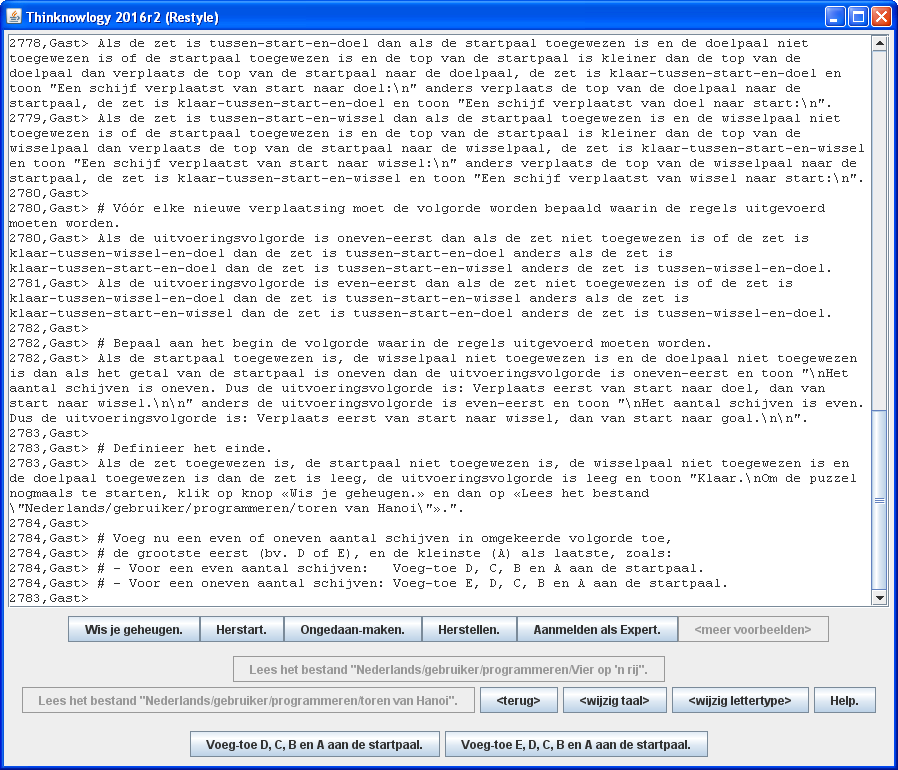 Thinknowlogy 2016r2 (Restyle)
2778,Gast> Als de zet is tussen-start-en-doel dan als de startpaal toegewezen is en de doelpaal niet
toegewezen is of de startpaal toegewezen is en de top van de startpaal is kleiner dan de top van de
doelpaal dan verplaats de top van de startpaal naar de doelpaal, de zet is klaar-tussen-start-en-doel en
toon "Een schijf verplaatst van start naar doel:\n" anders verplaats de top van de doelpaal naar de
startpaal, de zet is klaar-tussen-start-en-doel en toon "Een schijf verplaatst van doel naar start:\n".
2779,Gast> Als de zet is tussen-start-en-wissel dan als de startpaal toegewezen is en de wisselpaal niet
toegewezen is of de startpaal toegewezen is en de top van de startpaal is kleiner dan de top van de
wisselpaal dan verplaats de top van de startpaal naar de wisselpaal, de zet is klaar-tussen-start-en-wissel
en toon "Een schijf verplaatst van start naar wissel:\n" anders verplaats de top van de wisselpaal naar de
startpaal, de zet is klaar-tussen-start-en-wissel en toon "Een schijf verplaatst van wissel naar start:\n".
2780,Gast>
2780,Gast> # Vóór elke nieuwe verplaatsing moet de volgorde worden bepaald waarin de regels uitgevoerd
moeten worden.
2780,Gast> Als de uitvoeringsvolgorde is oneven-eerst dan als de zet niet toegewezen is of de zet is
klaar-tussen-wissel-en-doel dan de zet is tussen-start-en-doel anders als de zet is
klaar-tussen-start-en-doel dan de zet is tussen-start-en-wissel anders de zet is tussen-wissel-en-doel.
2781,Gast> Als de uitvoeringsvolgorde is even-eerst dan als de zet niet toegewezen is of de zet is
klaar-tussen-wissel-en-doel dan de zet is tussen-start-en-wissel anders als de zet is
klaar-tussen-start-en-wissel dan de zet is tussen-start-en-doel anders de zet is tussen-wissel-en-doel.
2782,Gast>
2782,Gast> # Bepaal aan het begin de volgorde waarin de regels uitgevoerd moeten worden.
2782,Gast> Als de startpaal toegewezen is, de wisselpaal niet toegewezen is en de doelpaal niet toegewezen
is dan als het getal van de startpaal is oneven dan de uitvoeringsvolgorde is oneven-eerst en toon "\nHet
aantal schijven is oneven. Dus de uitvoeringsvolgorde is: Verplaats eerst van start naar doel, dan van
start naar wissel.\n\n" anders de uitvoeringsvolgorde is even-eerst en toon "\nHet aantal schijven is even.
Dus de uitvoeringsvolgorde is: Verplaats eerst van start naar wissel, dan van start naar goal.\n\n".
2783,Gast>
2783,Gast> # Definieer het einde.
2783,Gast> Als de zet toegewezen is, de startpaal niet toegewezen is, de wisselpaal niet toegewezen is en
de doelpaal toegewezen is dan de zet is leeg, de uitvoeringsvolgorde is leeg en toon "Klaar.\nOm de puzzel
nogmaals te starten, klik op knop «Wis je geheugen.» en dan op «Lees het bestand
\"Nederlands/gebruiker/programmeren/toren van Hanoi\"».".
2784,Gast>
2784,Gast> # Voeg nu een even of oneven aantal schijven in omgekeerde volgorde toe,
2784,Gast> # de grootste eerst (bv. D of E), en de kleinste (A) als laatste, zoals:
2784,Gast> # - Voor een even aantal schijven:   Voeg-toe D, C, B en A aan de startpaal.
2784,Gast> # - Voor een oneven aantal schijven: Voeg-toe E, D, C, B en A aan de startpaal.
2783,Gast>
Wis je geheugen. Herstart. Ongedaan-maken. Herstellen. Aanmelden als Expert. <meer voorbeelden>
Lees het bestand "Nederlands/gebruiker/programmeren/Vier op 'n rij".
Lees het bestand "Nederlands/gebruiker/programmeren/toren van Hanoi". <terug> <wijzig taal> <wijzig lettertype> Help.
Voeg-toe D, C, B en A aan de startpaal. Voeg-toe E, D, C, B en A aan de startpaal.